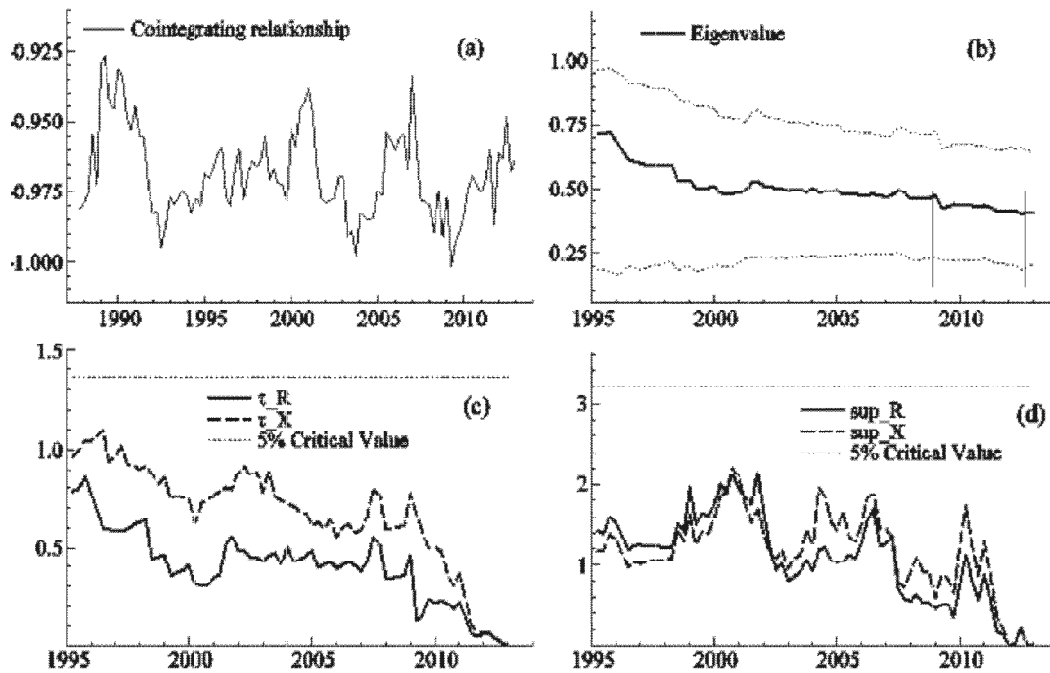 Cointegrating relationship
(a)
-0.925
-0.950
-0.975
-1.000
1990 1995 2000 2005 2010
Eigenvalue
(b)
1.00
0.75
0.50
0.25
1995 2000 2005 2010
1.5
τ_R
(c)
τ_X
5% Critical Value
1.0
0.5
1995 2000 2005 2010
3
sup_R
(d)
sup_X
5% Critical Value
2
1
1995 2000 2005 2010